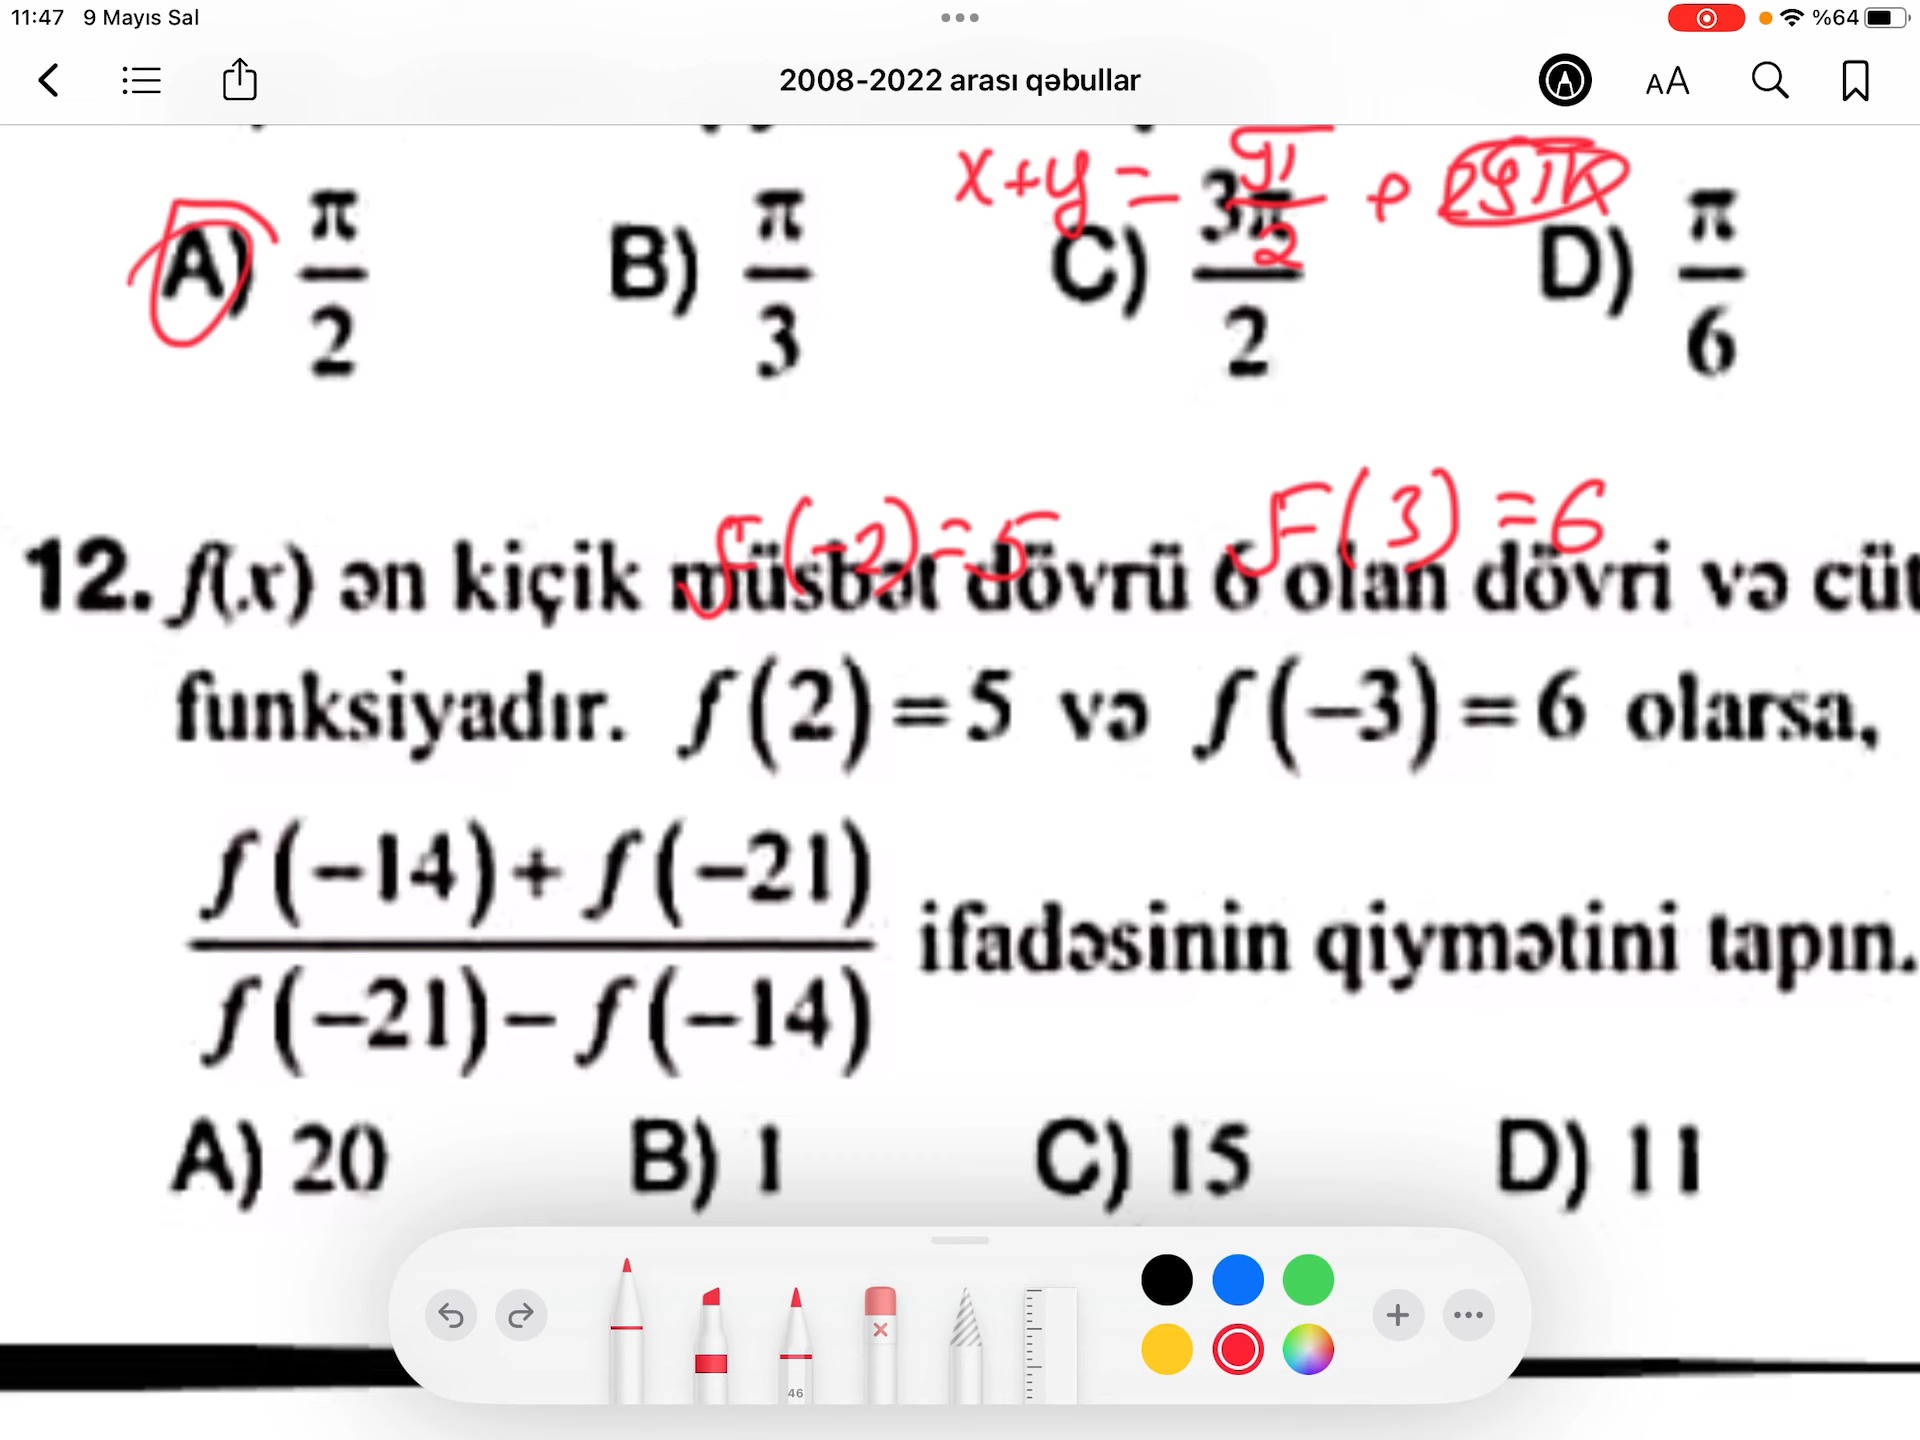 11:47 9 Mayıs Sal
%64
2008-2022 arası qəbullar
AA
x+y = π/2 + 2πk
A) π/2 B) π/3 C) 3π/2 D) π/6
F(-2)=5 F(3)=6
12. f(x) ən kiçik müsbət dövrü 6 olan dövri və cüt
funksiyadır. f(2)=5 və f(-3)=6 olarsa,
f(-14)+f(-21)
ifadəsinin qiymətini tapın.
f(-21)-f(-14)
A) 20 B) 1 C) 15 D) 11
46